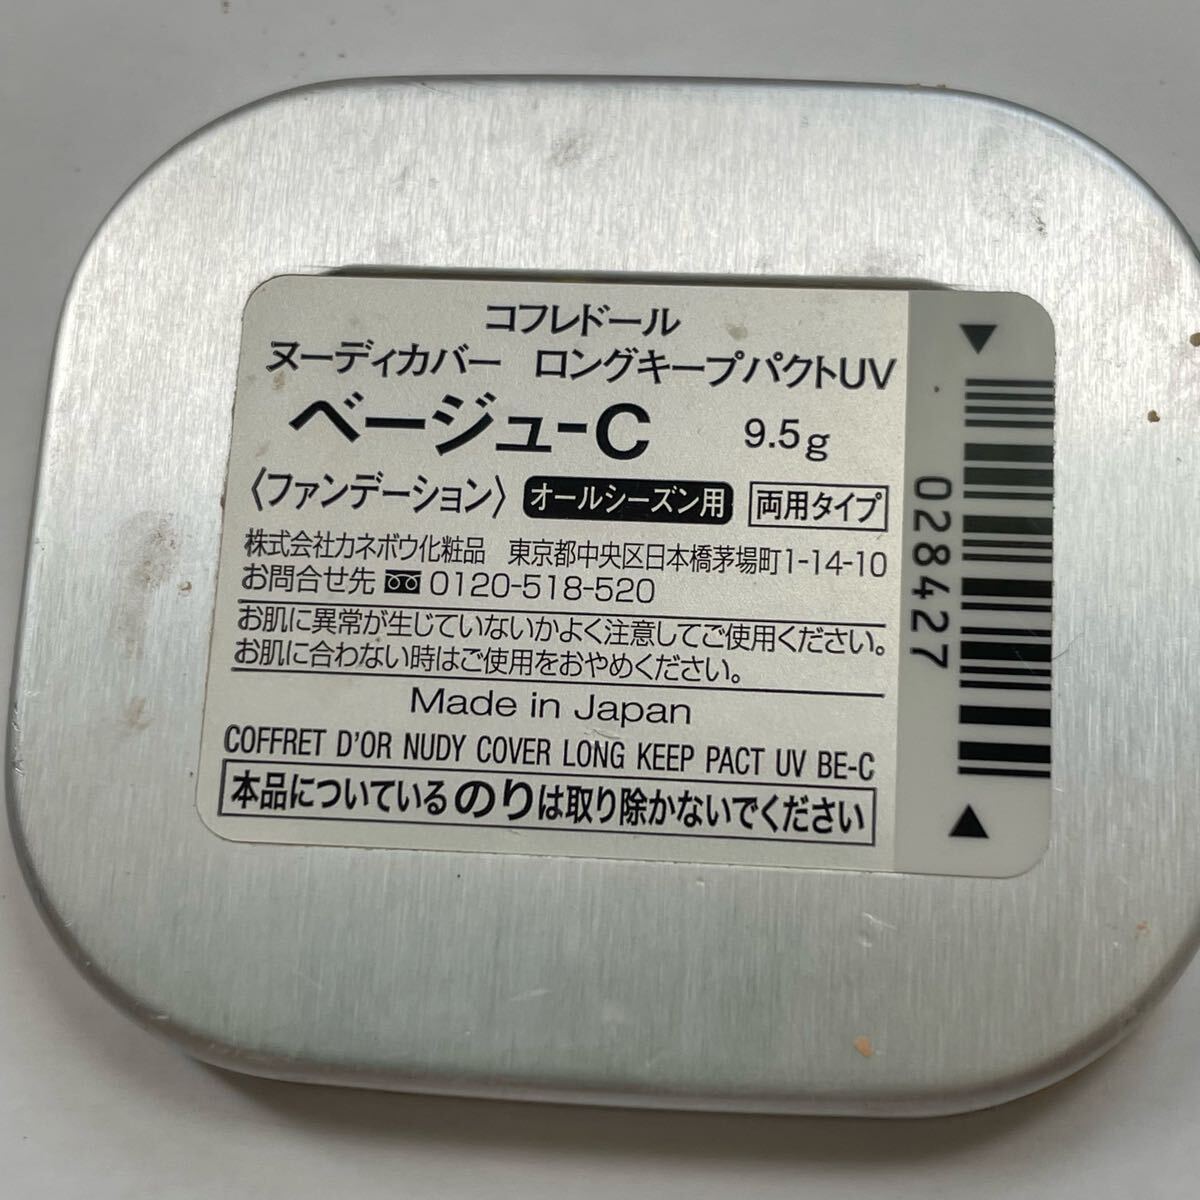 コフレドール
ヌーディカバー ロングキープパクトUV
ベージュ-C 9.5g
〈ファンデーション〉 オールシーズン用 両用タイプ
株式会社カネボウ化粧品 東京都中央区日本橋茅場町1-14-10
お問合せ先 0120-518-520
お肌に異常が生じていないかよく注意してご使用ください。
お肌に合わない時はご使用をおやめください。
Made in Japan
COFFRET D'OR NUDY COVER LONG KEEP PACT UV BE-C
本品についているのりは取り除かないでください
028427